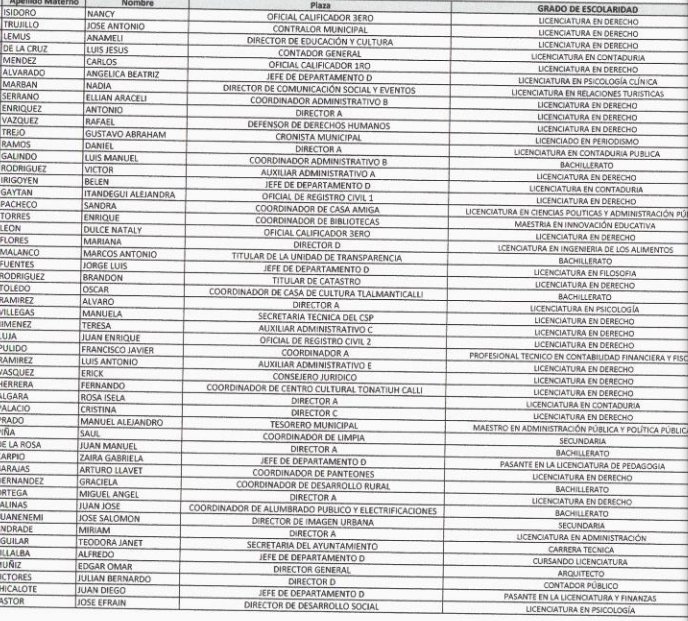 Apellido Materno Nombre Plaza GRADO DE ESCOLARIDAD
ISIDORO NANCY OFICIAL CALIFICADOR 3ERO LICENCIATURA EN DERECHO
TRUJILLO JOSE ANTONIO CONTRALOR MUNICIPAL LICENCIATURA EN DERECHO
LEMUS ANAMELI DIRECTOR DE EDUCACIÓN Y CULTURA LICENCIATURA EN DERECHO
DE LA CRUZ LUIS JESUS CONTADOR GENERAL LICENCIATURA EN CONTADURIA
MENDEZ CARLOS OFICIAL CALIFICADOR 1RO LICENCIATURA EN DERECHO
ALVARADO ANGELICA BEATRIZ JEFE DE DEPARTAMENTO D LICENCIATURA EN PSICOLOGÍA CLÍNICA
MARBAN NADIA DIRECTOR DE COMUNICACIÓN SOCIAL Y EVENTOS LICENCIATURA EN RELACIONES TURISTICAS
SERRANO ELLIAN ARACELI COORDINADOR ADMINISTRATIVO B LICENCIATURA EN DERECHO
ENRIQUEZ ANTONIO DIRECTOR A LICENCIATURA EN DERECHO
VAZQUEZ RAFAEL DEFENSOR DE DERECHOS HUMANOS LICENCIATURA EN DERECHO
TREJO GUSTAVO ABRAHAM CRONISTA MUNICIPAL LICENCIADO EN PERIODISMO
RAMOS DANIEL DIRECTOR A LICENCIATURA EN CONTADURIA PUBLICA
GALINDO LUIS MANUEL COORDINADOR ADMINISTRATIVO B BACHILLERATO
RODRIGUEZ VICTOR AUXILIAR ADMINISTRATIVO A LICENCIATURA EN DERECHO
IRIGOYEN BELEN JEFE DE DEPARTAMENTO D LICENCIATURA EN CONTADURIA
GAYTAN ITANDEGUI ALEJANDRA OFICIAL DE REGISTRO CIVIL 1 LICENCIATURA EN DERECHO
PACHECO SANDRA COORDINADOR DE CASA AMIGA LICENCIATURA EN CIENCIAS POLITICAS Y ADMINISTRACIÓN PÚ
TORRES ENRIQUE COORDINADOR DE BIBLIOTECAS MAESTRIA EN INNOVACIÓN EDUCATIVA
LEON DULCE NATALY OFICIAL CALIFICADOR 3ERO LICENCIATURA EN DERECHO
FLORES MARIANA DIRECTOR D LICENCIATURA EN INGENIERIA DE LOS ALIMENTOS
MALANCO MARCOS ANTONIO TITULAR DE LA UNIDAD DE TRANSPARENCIA BACHILLERATO
FUENTES JORGE LUIS JEFE DE DEPARTAMENTO D LICENCIATURA EN FILOSOFIA
RODRIGUEZ BRANDON TITULAR DE CATASTRO LICENCIATURA EN DERECHO
TOLEDO OSCAR COORDINADOR DE CASA DE CULTURA TLALMANTICALLI BACHILLERATO
RAMIREZ ALVARO DIRECTOR A LICENCIATURA EN PSICOLOGÍA
VILLEGAS MANUELA SECRETARIA TECNICA DEL CSP LICENCIATURA EN DERECHO
IMENEZ TERESA AUXILIAR ADMINISTRATIVO C LICENCIATURA EN DERECHO
LUJA JUAN ENRIQUE OFICIAL DE REGISTRO CIVIL 2 LICENCIATURA EN DERECHO
PULIDO FRANCISCO JAVIER COORDINADOR A PROFESIONAL TECNICO EN CONTABILIDAD FINANCIERA Y FISC
RAMIREZ LUIS ANTONIO AUXILIAR ADMINISTRATIVO E LICENCIATURA EN DERECHO
VASQUEZ ERICK CONSEJERO JURIDICO LICENCIATURA EN DERECHO
HERRERA FERNANDO COORDINADOR DE CENTRO CULTURAL TONATIUH CALLI LICENCIATURA EN DERECHO
ALGARA ROSA ISELA DIRECTOR A LICENCIATURA EN CONTADURIA
PALACIO CRISTINA DIRECTOR C LICENCIATURA EN DERECHO
PRADO MANUEL ALEJANDRO TESORERO MUNICIPAL MAESTRO EN ADMINISTRACIÓN PÚBLICA Y POLÍTICA PÚBLICA
PIÑA SAUL COORDINADOR DE LIMPIA SECUNDARIA
DE LA ROSA JUAN MANUEL DIRECTOR A BACHILLERATO
CARPIO ZAIRA GABRIELA JEFE DE DEPARTAMENTO D PASANTE EN LA LICENCIATURA DE PEDAGOGIA
ARAJAS ARTURO LLAVET COORDINADOR DE PANTEONES LICENCIATURA EN DERECHO
HERNANDEZ GRACIELA COORDINADOR DE DESARROLLO RURAL BACHILLERATO
ORTEGA MIGUEL ANGEL DIRECTOR A LICENCIATURA EN DERECHO
ALINAS JUAN JOSE COORDINADOR DE ALUMBRADO PUBLICO Y ELECTRIFICACIONES BACHILLERATO
UANENEMI JOSE SALOMON DIRECTOR DE IMAGEN URBANA SECUNDARIA
NDRADE MIRIAM DIRECTOR A LICENCIATURA EN ADMINISTRACIÓN
GUILAR TEODORA JANET SECRETARIA DEL AYUNTAMIENTO CARRERA TECNICA
ILLALBA ALFREDO JEFE DE DEPARTAMENTO D CURSANDO LICENCIATURA
UÑIZ EDGAR OMAR DIRECTOR GENERAL ARQUITECTO
ICTORES JULIAN BERNARDO DIRECTOR D CONTADOR PÚBLICO
HICALOTE JUAN DIEGO JEFE DE DEPARTAMENTO D PASANTE EN LA LICENCIATURA Y FINANZAS
ASTOR JOSE EFRAIN DIRECTOR DE DESARROLLO SOCIAL LICENCIATURA EN PSICOLOGÍA